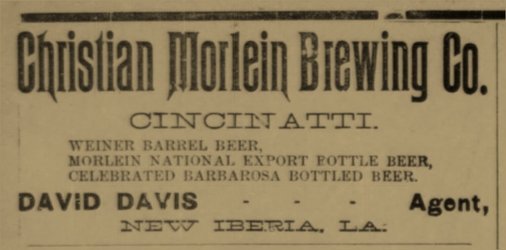 Christian Morlein Brewing Co.
CINCINATTI.
WEINER BARREL BEER,
MORLEIN NATIONAL EXPORT FOTTLE BEER,
CELEBRATED BARBAROSA BOTTLED BEER.
DAVID DAVIS - - - Agent,
NEW IBERIA, LA.